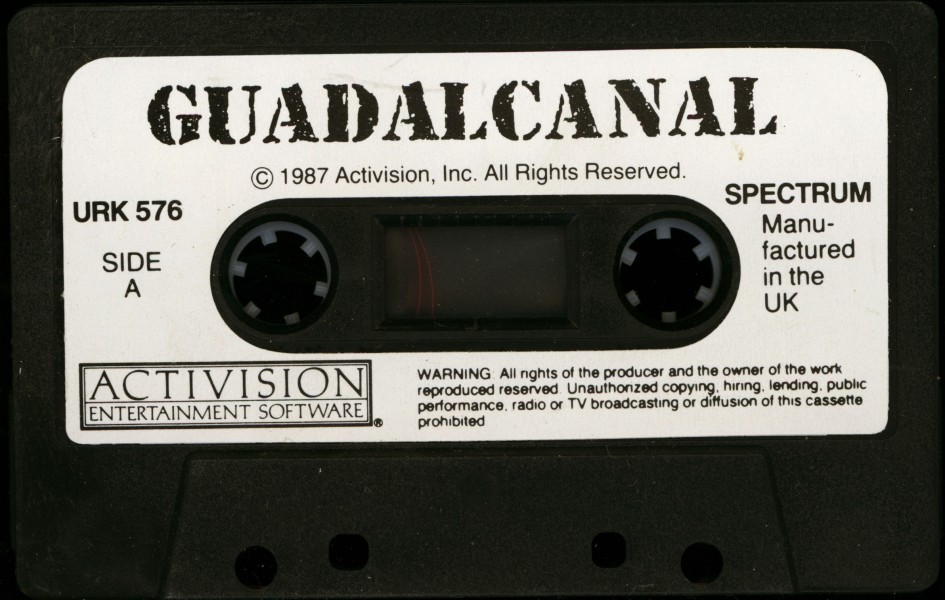 GUADALCANAL
© 1987 Activision, Inc. All Rights Reserved.
URK 576
SIDE
A
SPECTRUM
Manu-
factured
in the
UK
ACTIVISION
ENTERTAINMENT SOFTWARE
®
WARNING: All rights of the producer and the owner of the work
reproduced reserved. Unauthorized copying, hiring, lending, public
performance, radio or TV broadcasting or diffusion of this cassette
prohibited